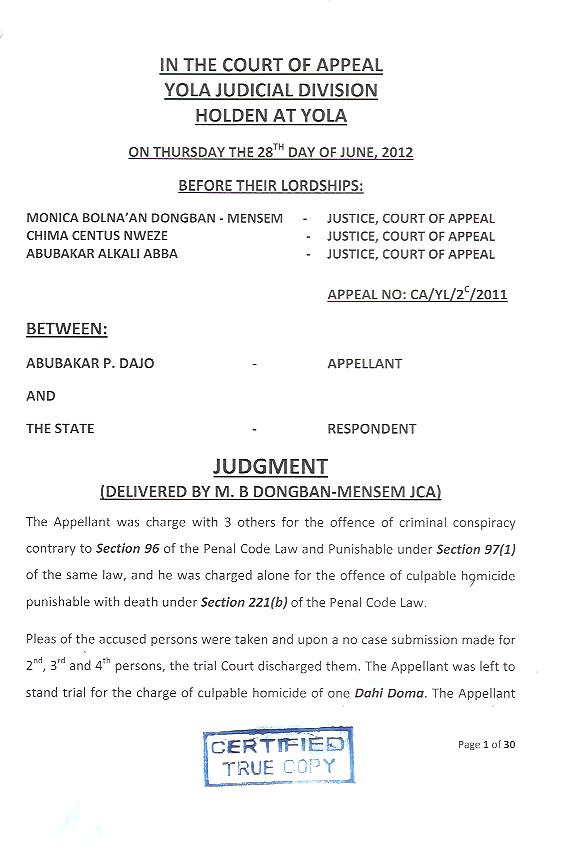 IN THE COURT OF APPEAL
YOLA JUDICIAL DIVISION
HOLDEN AT YOLA
ON THURSDAY THE 28TH DAY OF JUNE, 2012
BEFORE THEIR LORDSHIPS:
MONICA BOLNA'AN DONGBAN - MENSEM - JUSTICE, COURT OF APPEAL
CHIMA CENTUS NWEZE - JUSTICE, COURT OF APPEAL
ABUBAKAR ALKALI ABBA - JUSTICE, COURT OF APPEAL
APPEAL NO: CA/YL/2C/2011
BETWEEN:
ABUBAKAR P. DAJO - APPELLANT
AND
THE STATE - RESPONDENT
JUDGMENT
(DELIVERED BY M. B DONGBAN-MENSEM JCA)
The Appellant was charge with 3 others for the offence of criminal conspiracy
contrary to Section 96 of the Penal Code Law and Punishable under Section 97(1)
of the same law, and he was charged alone for the offence of culpable homicide
punishable with death under Section 221(b) of the Penal Code Law.
Pleas of the accused persons were taken and upon a no case submission made for
2nd, 3rd and 4th persons, the trial Court discharged them. The Appellant was left to
stand trial for the charge of culpable homicide of one Dahi Doma. The Appellant
CERTIFIED
TRUE COPY
Page 1 of 30